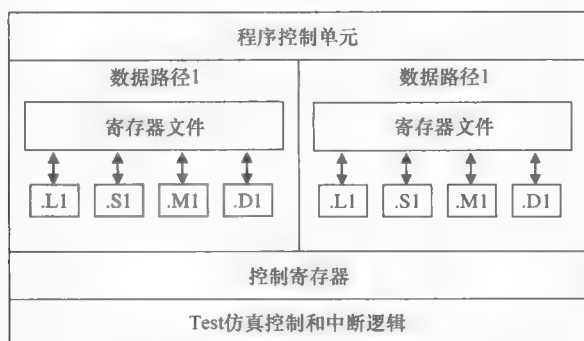 程序控制单元
数据路径1 数据路径1
寄存器文件 寄存器文件
.L1 .S1 .M1 .D1 .L1 .S1 .M1 .D1
控制寄存器
Test仿真控制和中断逻辑